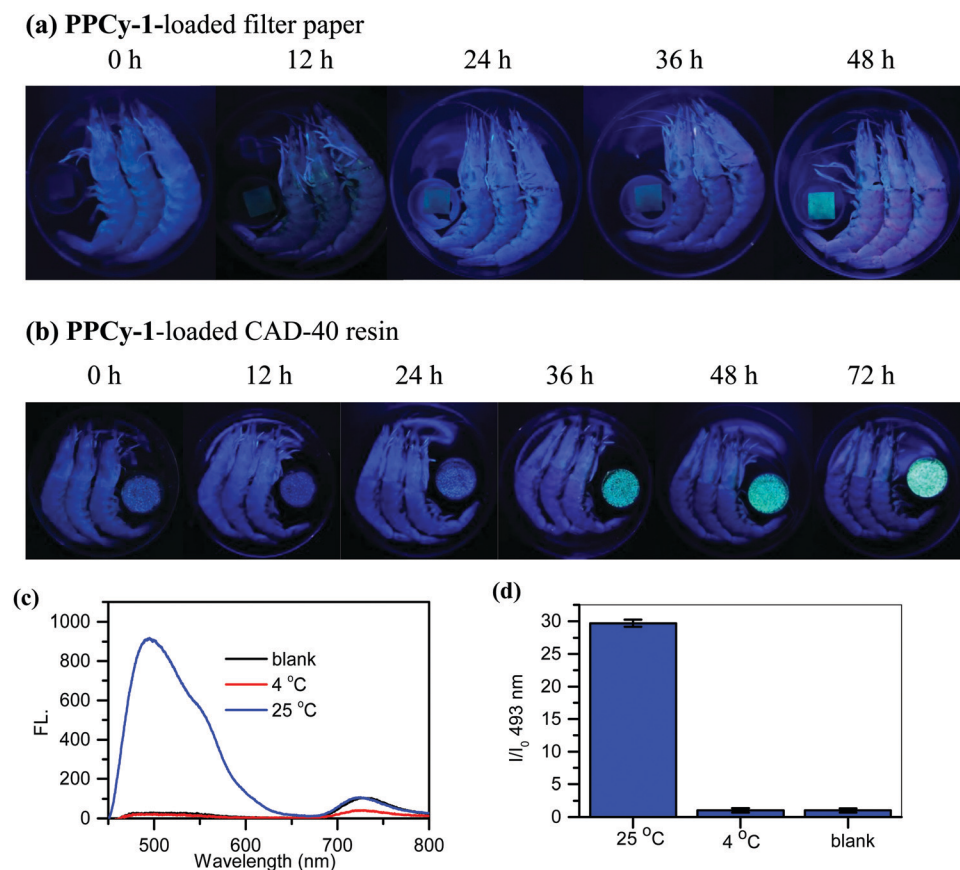 (a) PPCy-1-loaded filter paper
0 h 12 h 24 h 36 h 48 h
(b) PPCy-1-loaded CAD-40 resin
0 h 12 h 24 h 36 h 48 h 72 h
(c)
1000
800
600
400
200
0
FL.
blank
4 °C
25 °C
500 600 700 800
Wavelength (nm)
(d)
30
25
20
15
10
5
0
I/I₀ 493 nm
25 °C 4 °C blank